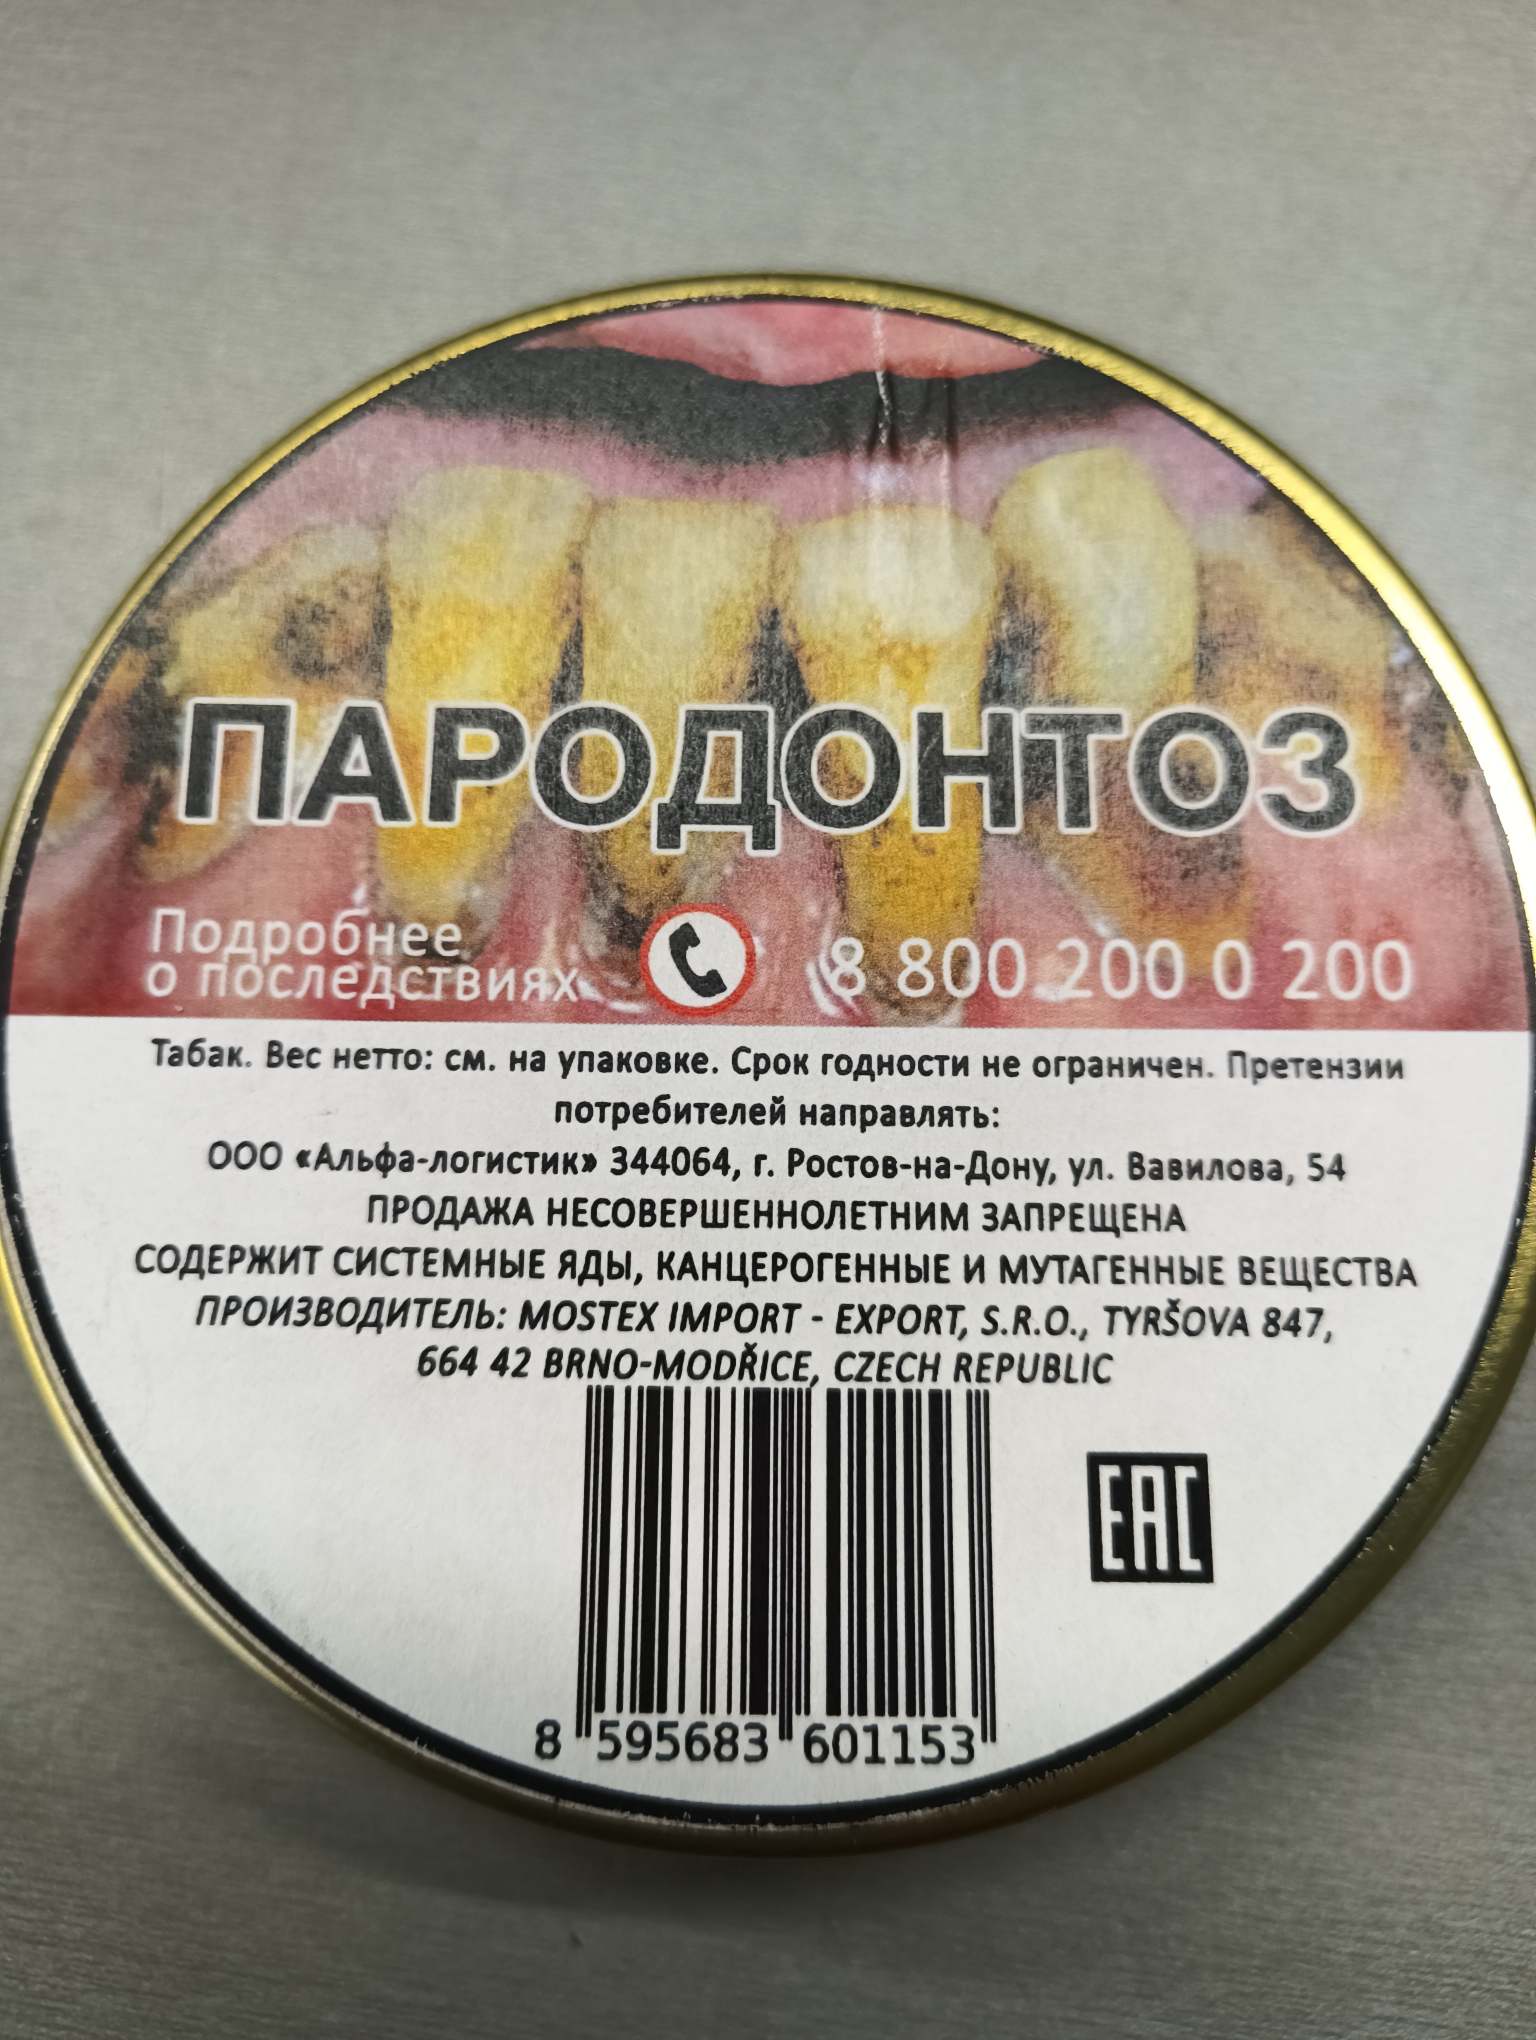 ПАРОДОНТОЗ
Подробнее
о последствиях
8 800 200 0 200
Табак. Вес нетто: см. на упаковке. Срок годности не ограничен. Претензии
потребителей направлять:
ООО «Альфа-логистик» 344064, г. Ростов-на-Дону, ул. Вавилова, 54
ПРОДАЖА НЕСОВЕРШЕННОЛЕТНИМ ЗАПРЕЩЕНА
СОДЕРЖИТ СИСТЕМНЫЕ ЯДЫ, КАНЦЕРОГЕННЫЕ И МУТАГЕННЫЕ ВЕЩЕСТВА
ПРОИЗВОДИТЕЛЬ: MOSTEX IMPORT - EXPORT, S.R.O., TYRŠOVA 847,
664 42 BRNO-MODŘICE, CZECH REPUBLIC
EAC
8 595683 601153